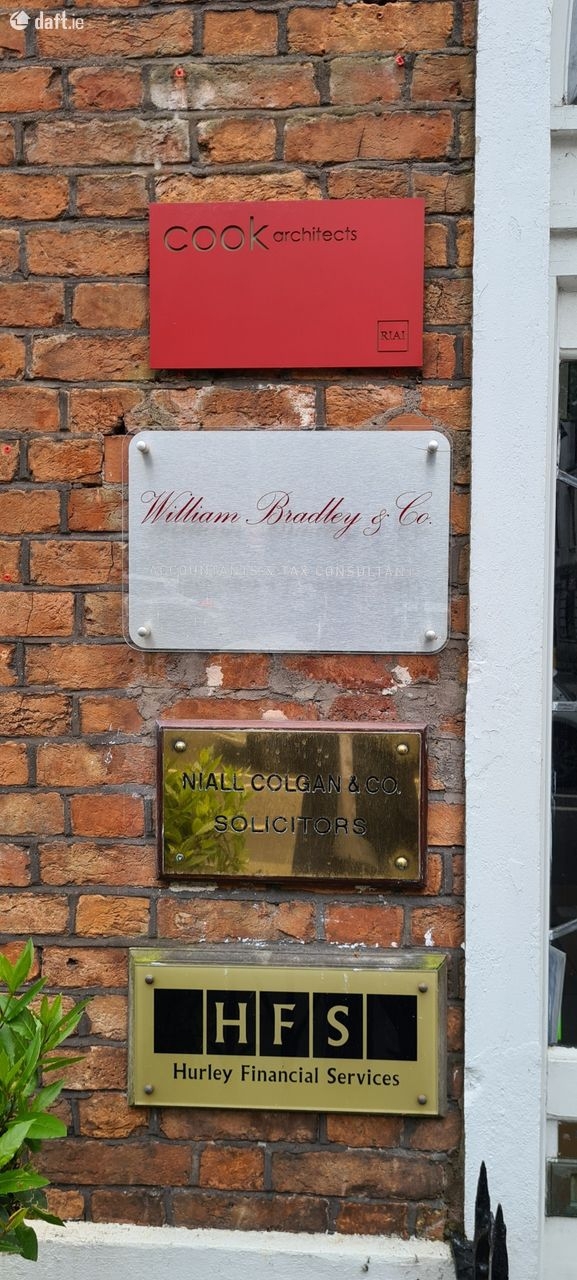 daft.ie
cook architects
RIAI
William Bradley & Co.
ACCOUNTANTS & TAX CONSULTANTS
NIALL COLGAN & CO.
SOLICITORS
HFS
Hurley Financial Services